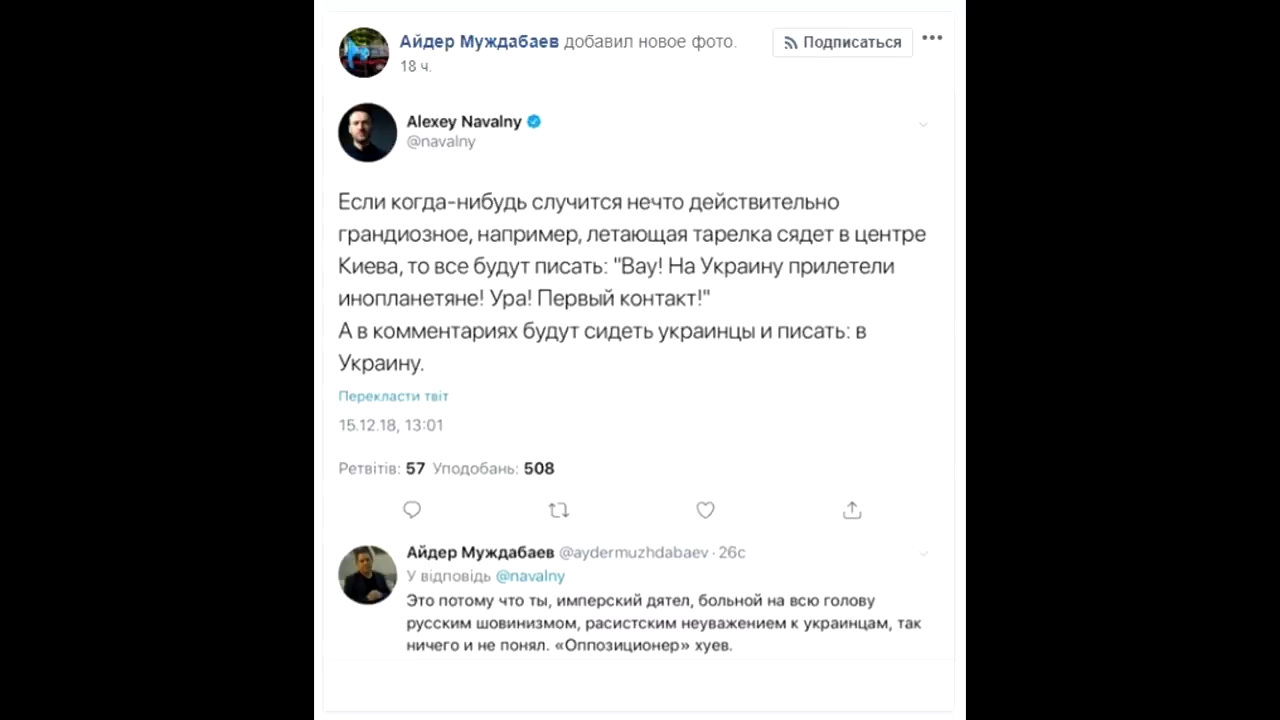 Айдер Муждабаев добавил новое фото.
Подписаться
18 ч.
Alexey Navalny
@navalny
Если когда-нибудь случится нечто действительно
грандиозное, например, летающая тарелка сядет в центре
Киева, то все будут писать: "Вау! На Украину прилетели
инопланетяне! Ура! Первый контакт!"
А в комментариях будут сидеть украинцы и писать: в
Украину.
Перекласти твіт
15.12.18, 13:01
Ретвітів: 57 Уподобань: 508
Айдер Муждабаев @aydermuzhdabaev · 26с
У відповідь @navalny
Это потому что ты, имперский дятел, больной на всю голову
русским шовинизмом, расистским неуважением к украинцам, так
ничего и не понял. «Оппозиционер» хуев.